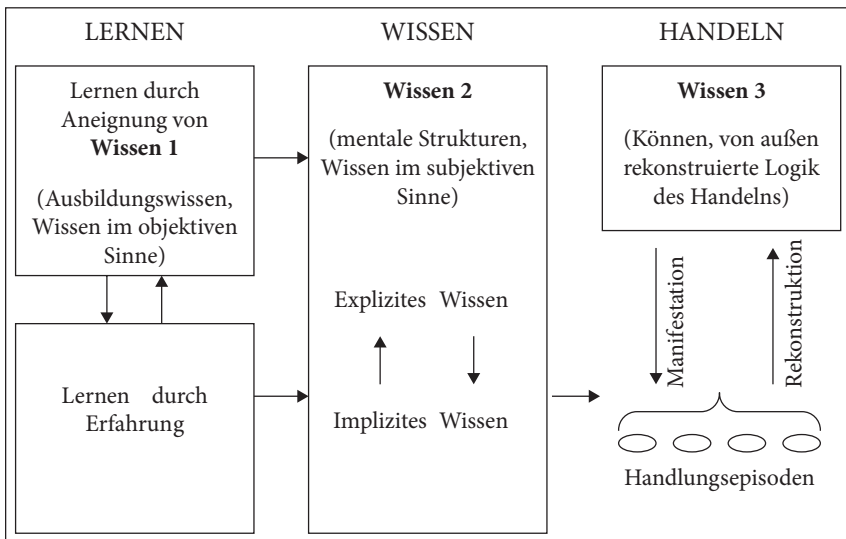 LERNEN
WISSEN
HANDELN
Lernen durch
Aneignung von
Wissen 1
(Ausbildungswissen,
Wissen im objektiven
Sinne)
Lernen durch
Erfahrung
Wissen 2
(mentale Strukturen,
Wissen im subjektiven
Sinne)
Explizites Wissen
Implizites Wissen
Wissen 3
(Können, von außen
rekonstruierte Logik
des Handelns)
Manifestation
Rekonstruktion
Handlungsepisoden